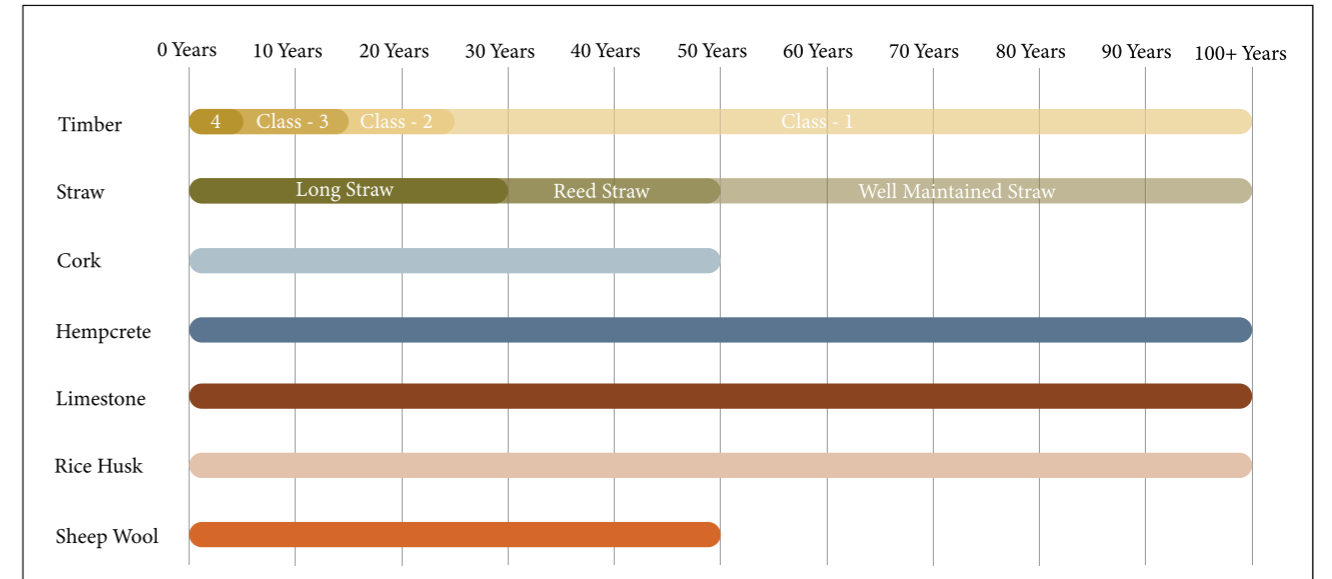 0 Years 10 Years 20 Years 30 Years 40 Years 50 Years 60 Years 70 Years 80 Years 90 Years 100+ Years
Timber 4 Class - 3 Class - 2 Class - 1
Straw Long Straw Reed Straw Well Maintained Straw
Cork
Hempcrete
Limestone
Rice Husk
Sheep Wool